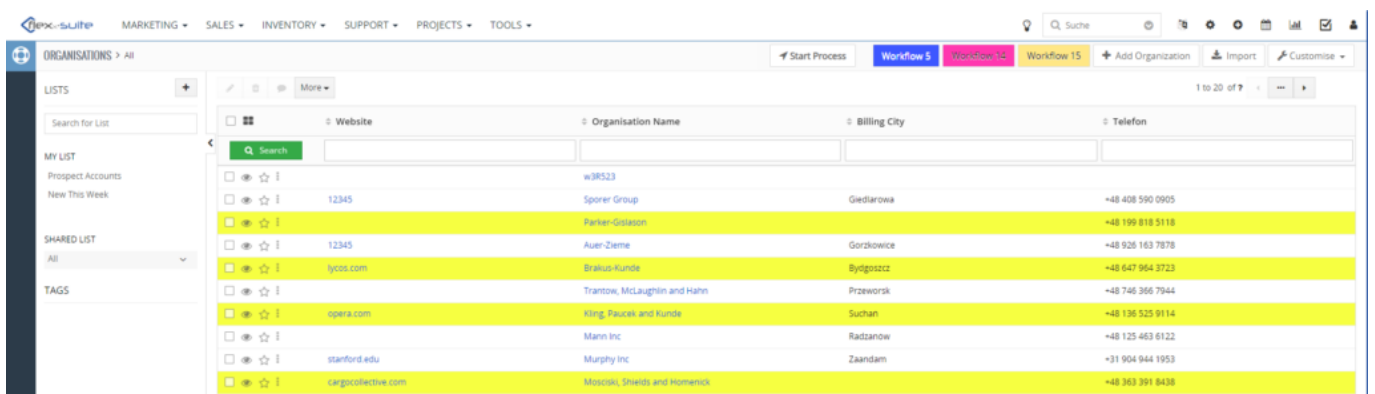 flex-suite MARKETING SALES INVENTORY SUPPORT PROJECTS TOOLS Suche
ORGANISATIONS > All Start Process Workflow 5 Workflow 14 Workflow 15 + Add Organization Import Customise
LISTS + More 1 to 20 of ? ...
Search for List
Website Organisation Name Billing City Telefon
Search
MY LIST
Prospect Accounts
New This Week
SHARED LIST
All
TAGS
w3R523
12345 Sporer Group Giedlarowa +48 408 590 0905
Parker-Gislason +48 199 818 5118
12345 Auer-Zieme Gorzkowice +48 926 163 7878
lycos.com Brakus-Kunde Bydgoszcz +48 647 964 3723
Trantow, McLaughlin and Hahn Przeworsk +48 746 366 7944
opera.com Kling, Paucek and Kunde Suchan +48 136 525 9114
Mann Inc Radzanów +48 125 463 6122
stanford.edu Murphy Inc Zaandam +31 904 944 1953
cargocollective.com Mosciski, Shields and Homenick +48 363 391 8438